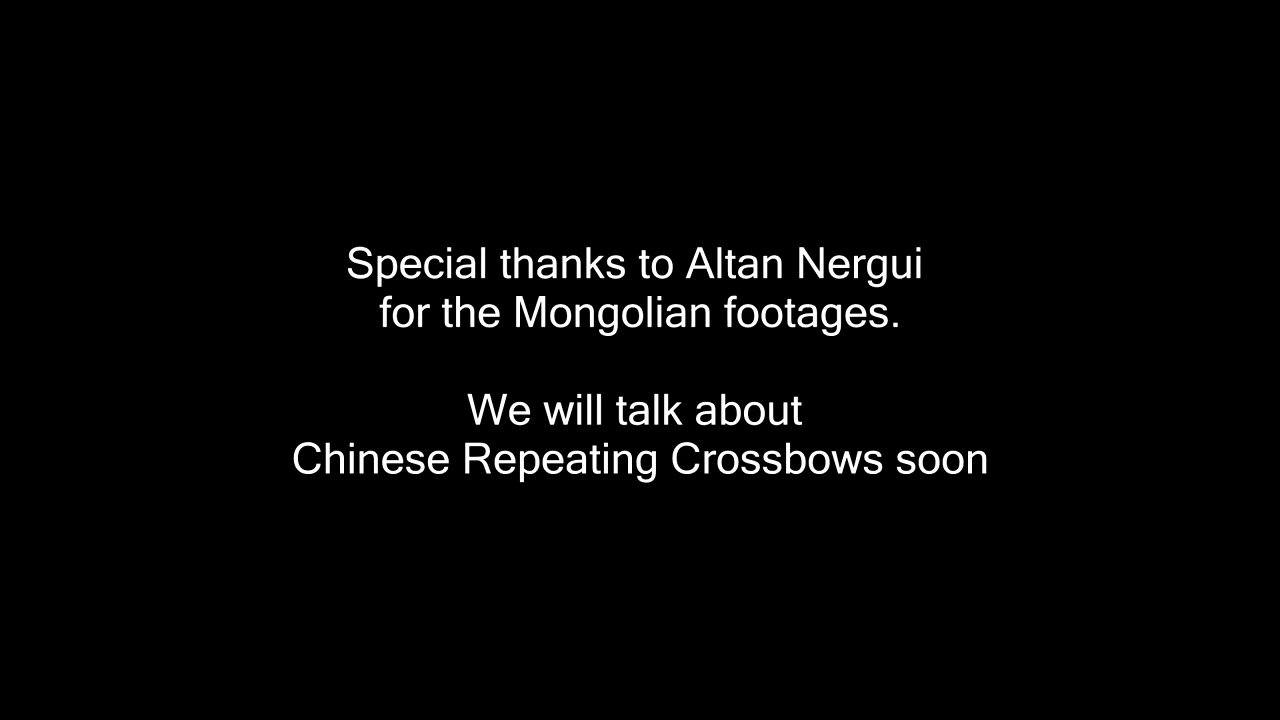 Special thanks to Altan Nergui
for the Mongolian footages.
We will talk about
Chinese Repeating Crossbows soon